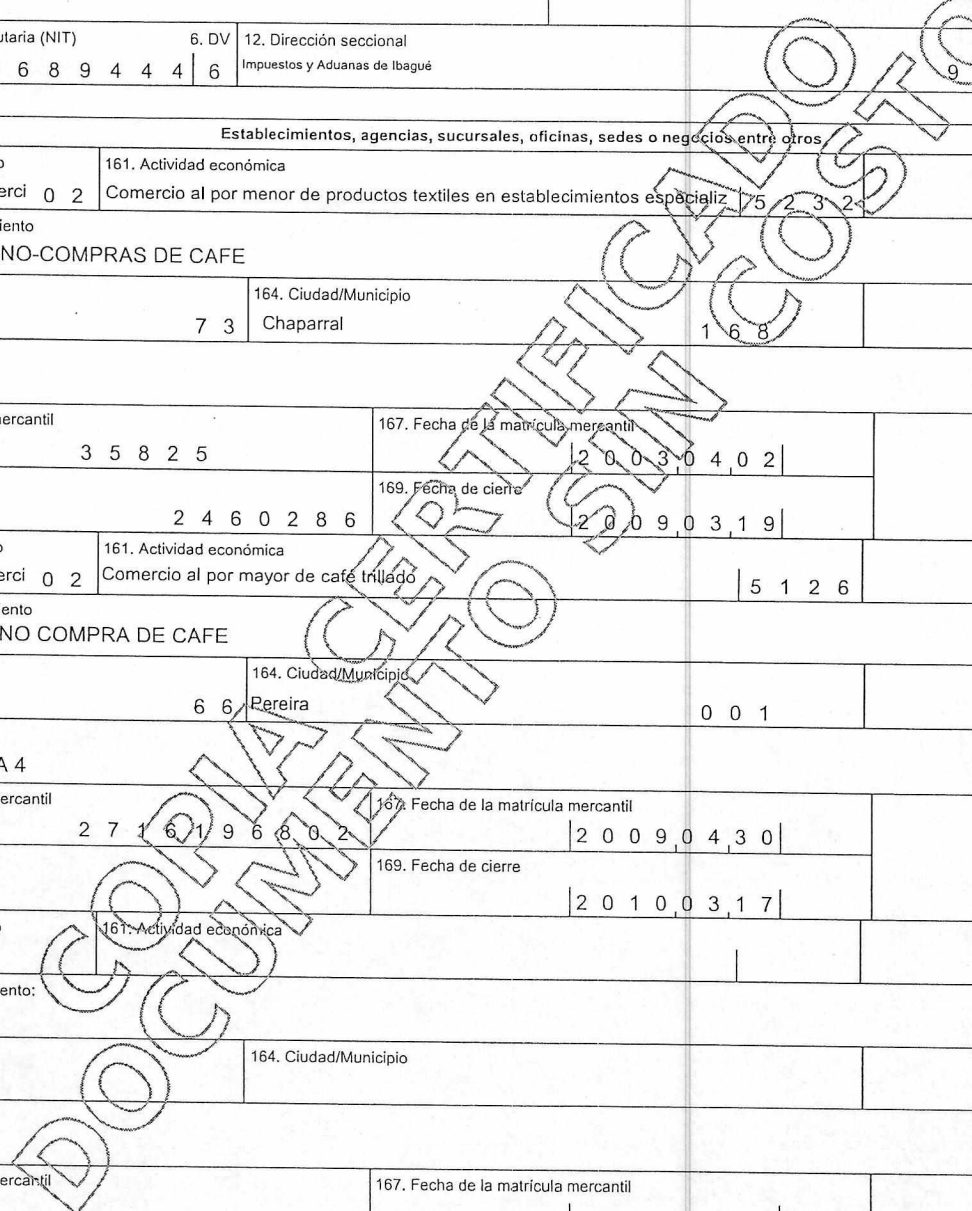 utaria (NIT) 6. DV 12. Dirección seccional
6 8 9 4 4 4 6 Impuestos y Aduanas de Ibagué 9
Establecimientos, agencias, sucursales, oficinas, sedes o negocios entre otros
o 161. Actividad económica
erci 0 2 Comercio al por menor de productos textiles en establecimientos especializ 5 2 3 2
iento
NO-COMPRAS DE CAFE
164. Ciudad/Municipio
7 3 Chaparral 1 6 8
mercantil 167. Fecha de la matrícula mercantil
3 5 8 2 5 2 0 0 3 0 4 0 2
169. Fecha de cierre
2 4 6 0 2 8 6 2 0 0 9 0 3 1 9
o 161. Actividad económica
erci 0 2 Comercio al por mayor de café trillado 5 1 2 6
ento
NO COMPRA DE CAFE
164. Ciudad/Municipio
6 6 Pereira 0 0 1
A 4
ercantil 167. Fecha de la matrícula mercantil
2 7 1 6 1 9 6 8 0 2 2 0 0 9 0 4 3 0
169. Fecha de cierre
2 0 1 0 0 3 1 7
o 161. Actividad económica
ento:
164. Ciudad/Municipio
ercantil 167. Fecha de la matrícula mercantil
COPIA CERTIFICADO
DOCUMENTO SIN COSTO